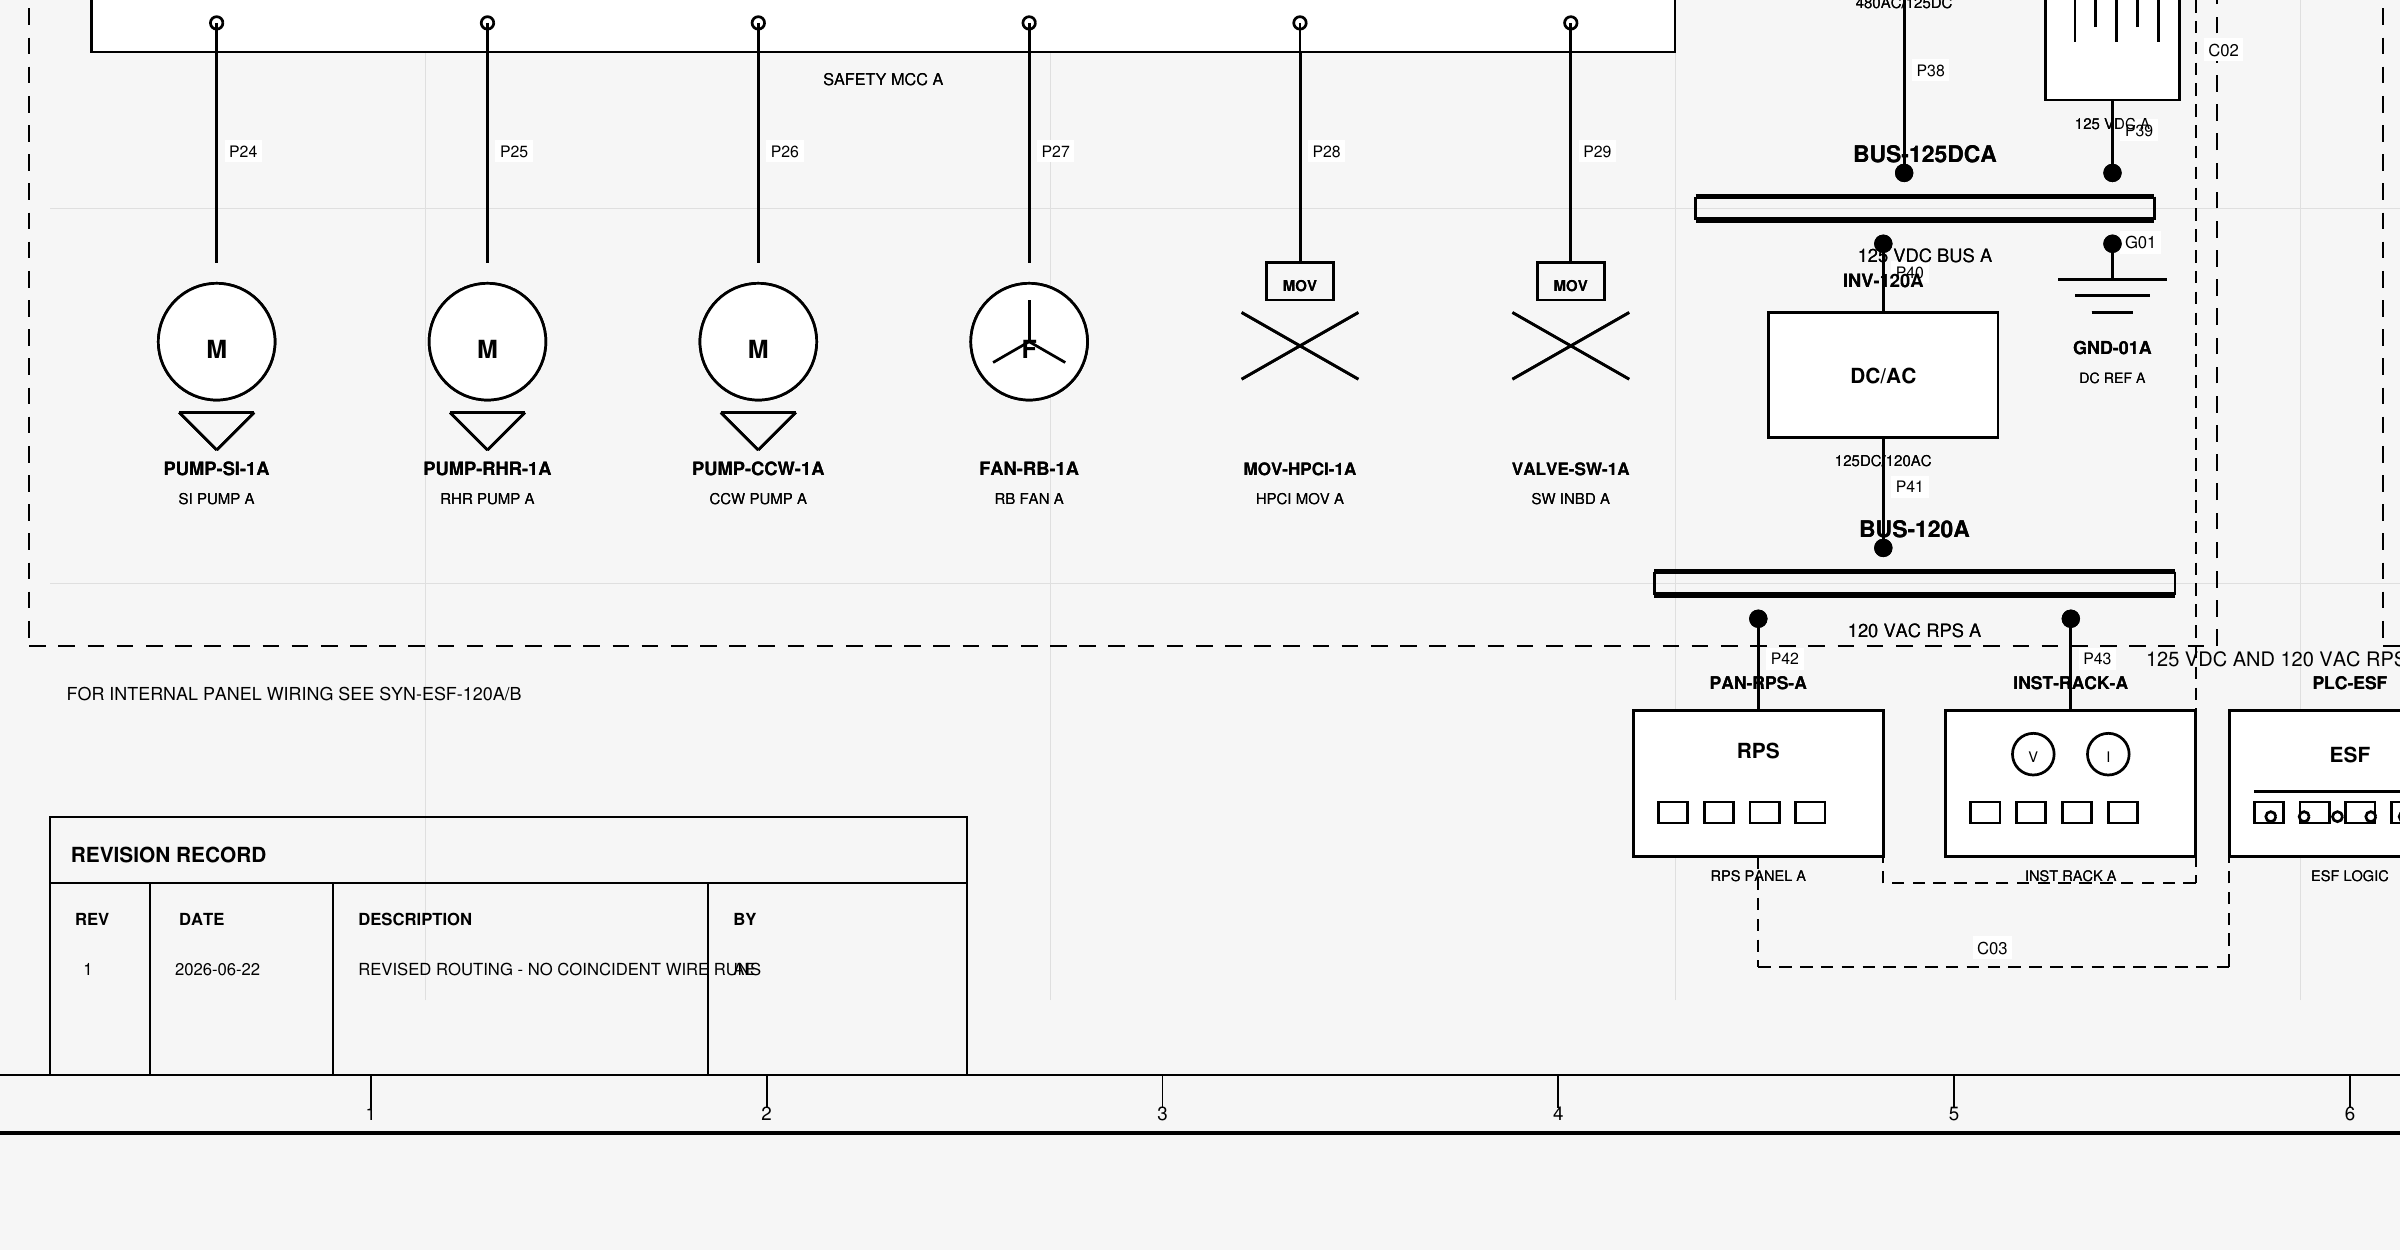 480AC/125DC
C02
P38
SAFETY MCC A
125 VDC A
P39
P24
P25
P26
P27
P28
P29
BUS-125DCA
G01
125 VDC BUS A
P40
INV-120A
MOV
MOV
M
M
M
F
GND-01A
DC/AC
DC REF A
125DC/120AC
PUMP-SI-1A
PUMP-RHR-1A
PUMP-CCW-1A
FAN-RB-1A
MOV-HPCI-1A
VALVE-SW-1A
SI PUMP A
RHR PUMP A
CCW PUMP A
RB FAN A
HPCI MOV A
SW INBD A
P41
BUS-120A
120 VAC RPS A
P42
P43
125 VDC AND 120 VAC RPS
PAN-RPS-A
INST-RACK-A
PLC-ESF
FOR INTERNAL PANEL WIRING SEE SYN-ESF-120A/B
RPS
V
I
ESF
RPS PANEL A
INST RACK A
ESF LOGIC
REVISION RECORD
REV
DATE
DESCRIPTION
BY
1
2026-06-22
REVISED ROUTING - NO COINCIDENT WIRE RUNS
C03
1
2
3
4
5
6